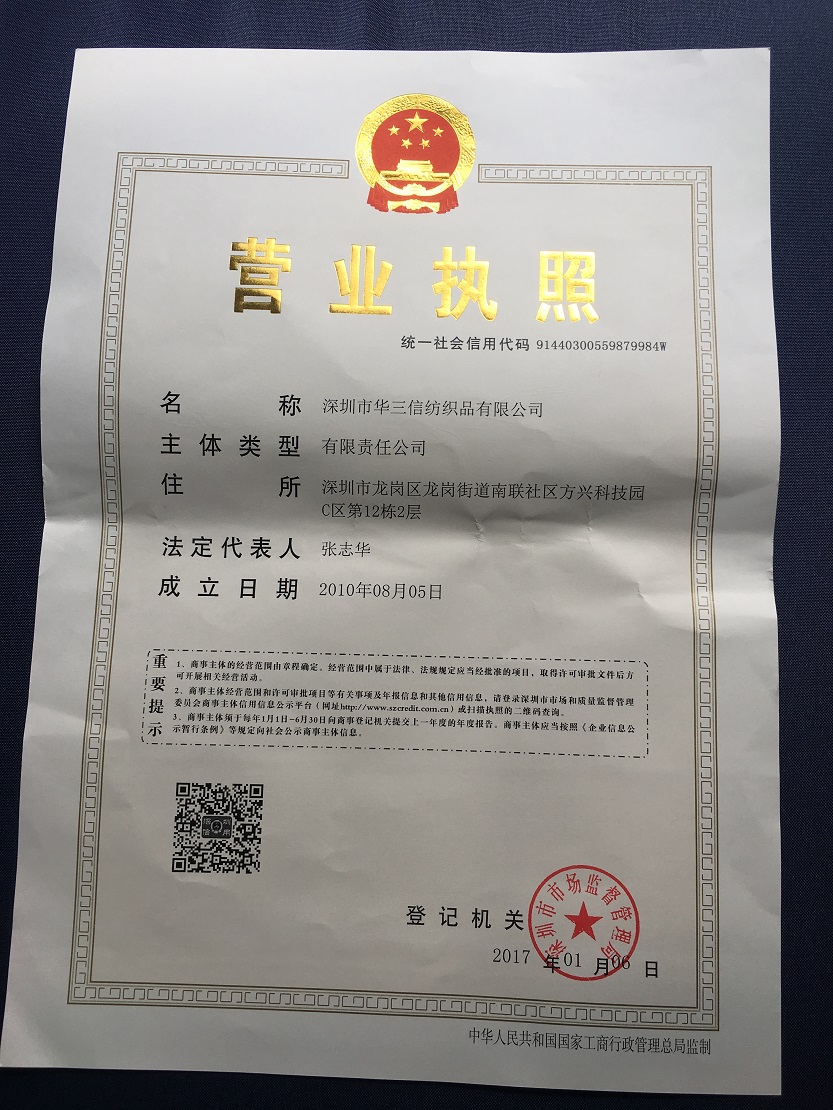 营业执照
统一社会信用代码 91440300559879984W
名称 深圳市华三信纺织品有限公司
主体类型 有限责任公司
住所 深圳市龙岗区龙岗街道南联社区方兴科技园
C区第12栋2层
法定代表人 张志华
成立日期 2010年08月05日
重要提示
1．商事主体的经营范围由章程确定。经营范围中属于法律、法规规定应当经批准的项目，取得许可审批文件后方
可开展相关经营活动。
2．商事主体经营范围和许可审批项目等有关事项及年报信息和其他信用信息，请登录深圳市市场和质量监督管理
委员会商事主体信用信息公示平台（网址http://www.szcredit.com.cn）或扫描执照的二维码查询。
3．商事主体须于每年1月1日-6月30日向商事登记机关提交上一年度的年度报告。商事主体应当按照《企业信息公
示暂行条例》等规定向社会公示商事主体信息。
登记机关
深圳市市场监督管理局
2017年01月06日
中华人民共和国国家工商行政管理总局监制